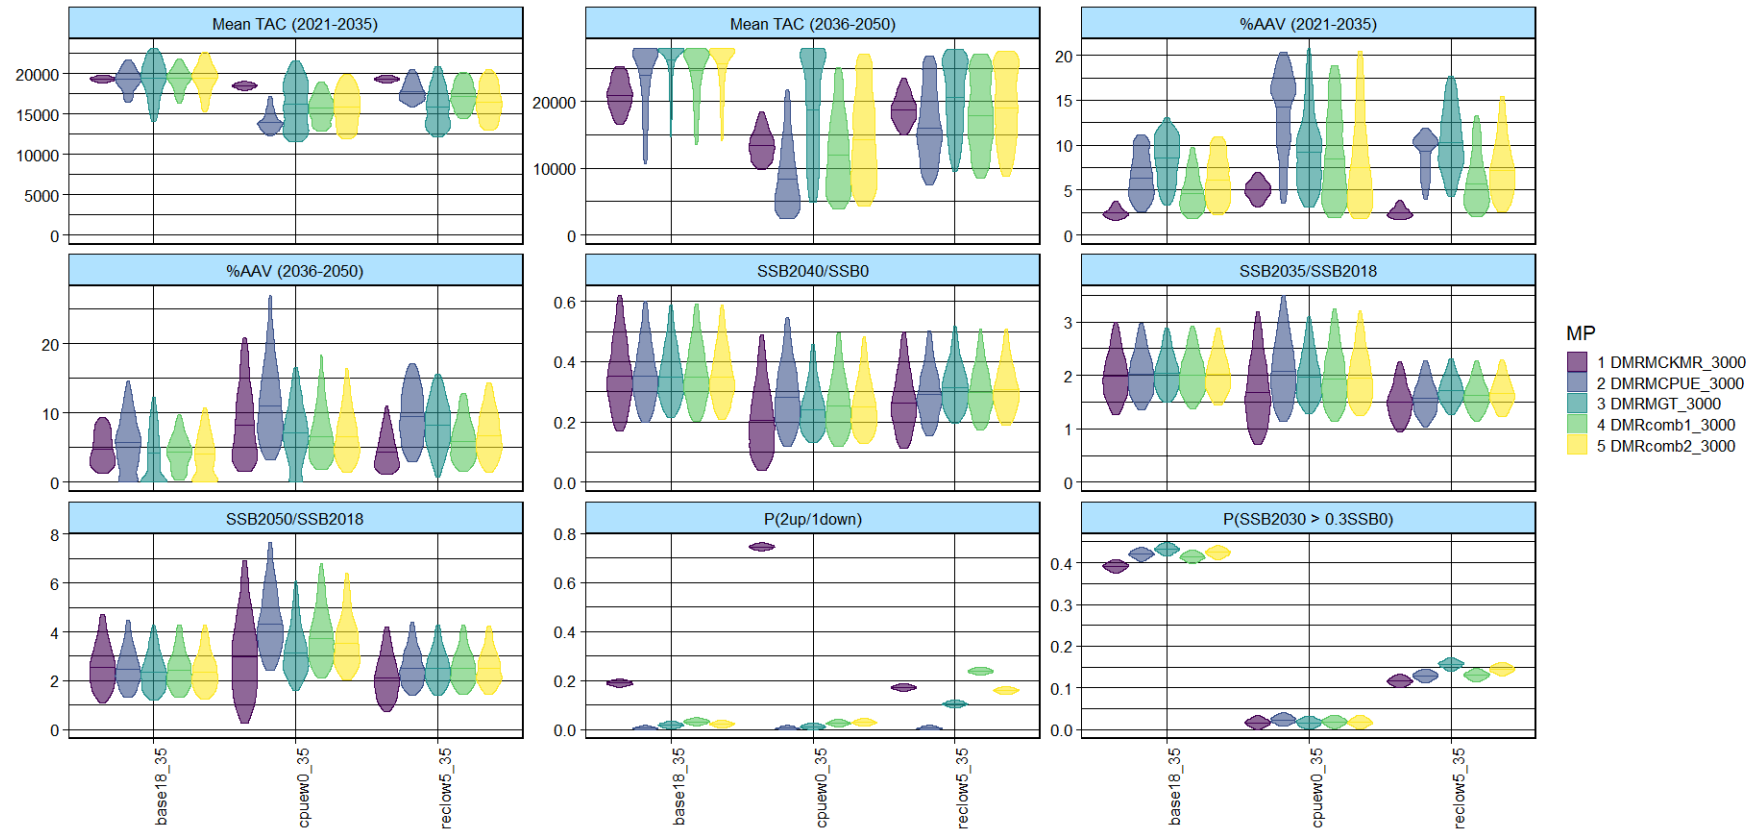 Mean TAC (2021-2035)
Mean TAC (2036-2050)
%AAV (2021-2035)
20000
15000
10000
5000
0
20000
10000
0
20
15
10
5
0
%AAV (2036-2050)
SSB2040/SSB0
SSB2035/SSB2018
20
10
0
0.6
0.4
0.2
0.0
3
2
1
0
SSB2050/SSB2018
P(2up/1down)
P(SSB2030 > 0.3SSB0)
8
6
4
2
0
0.8
0.6
0.4
0.2
0.0
0.4
0.3
0.2
0.1
0.0
base18_35
cpuew0_35
reclow5_35
base18_35
cpuew0_35
reclow5_35
base18_35
cpuew0_35
reclow5_35
MP
1 DMRMCKMR_3000
2 DMRMCPUE_3000
3 DMRMGT_3000
4 DMRcomb1_3000
5 DMRcomb2_3000